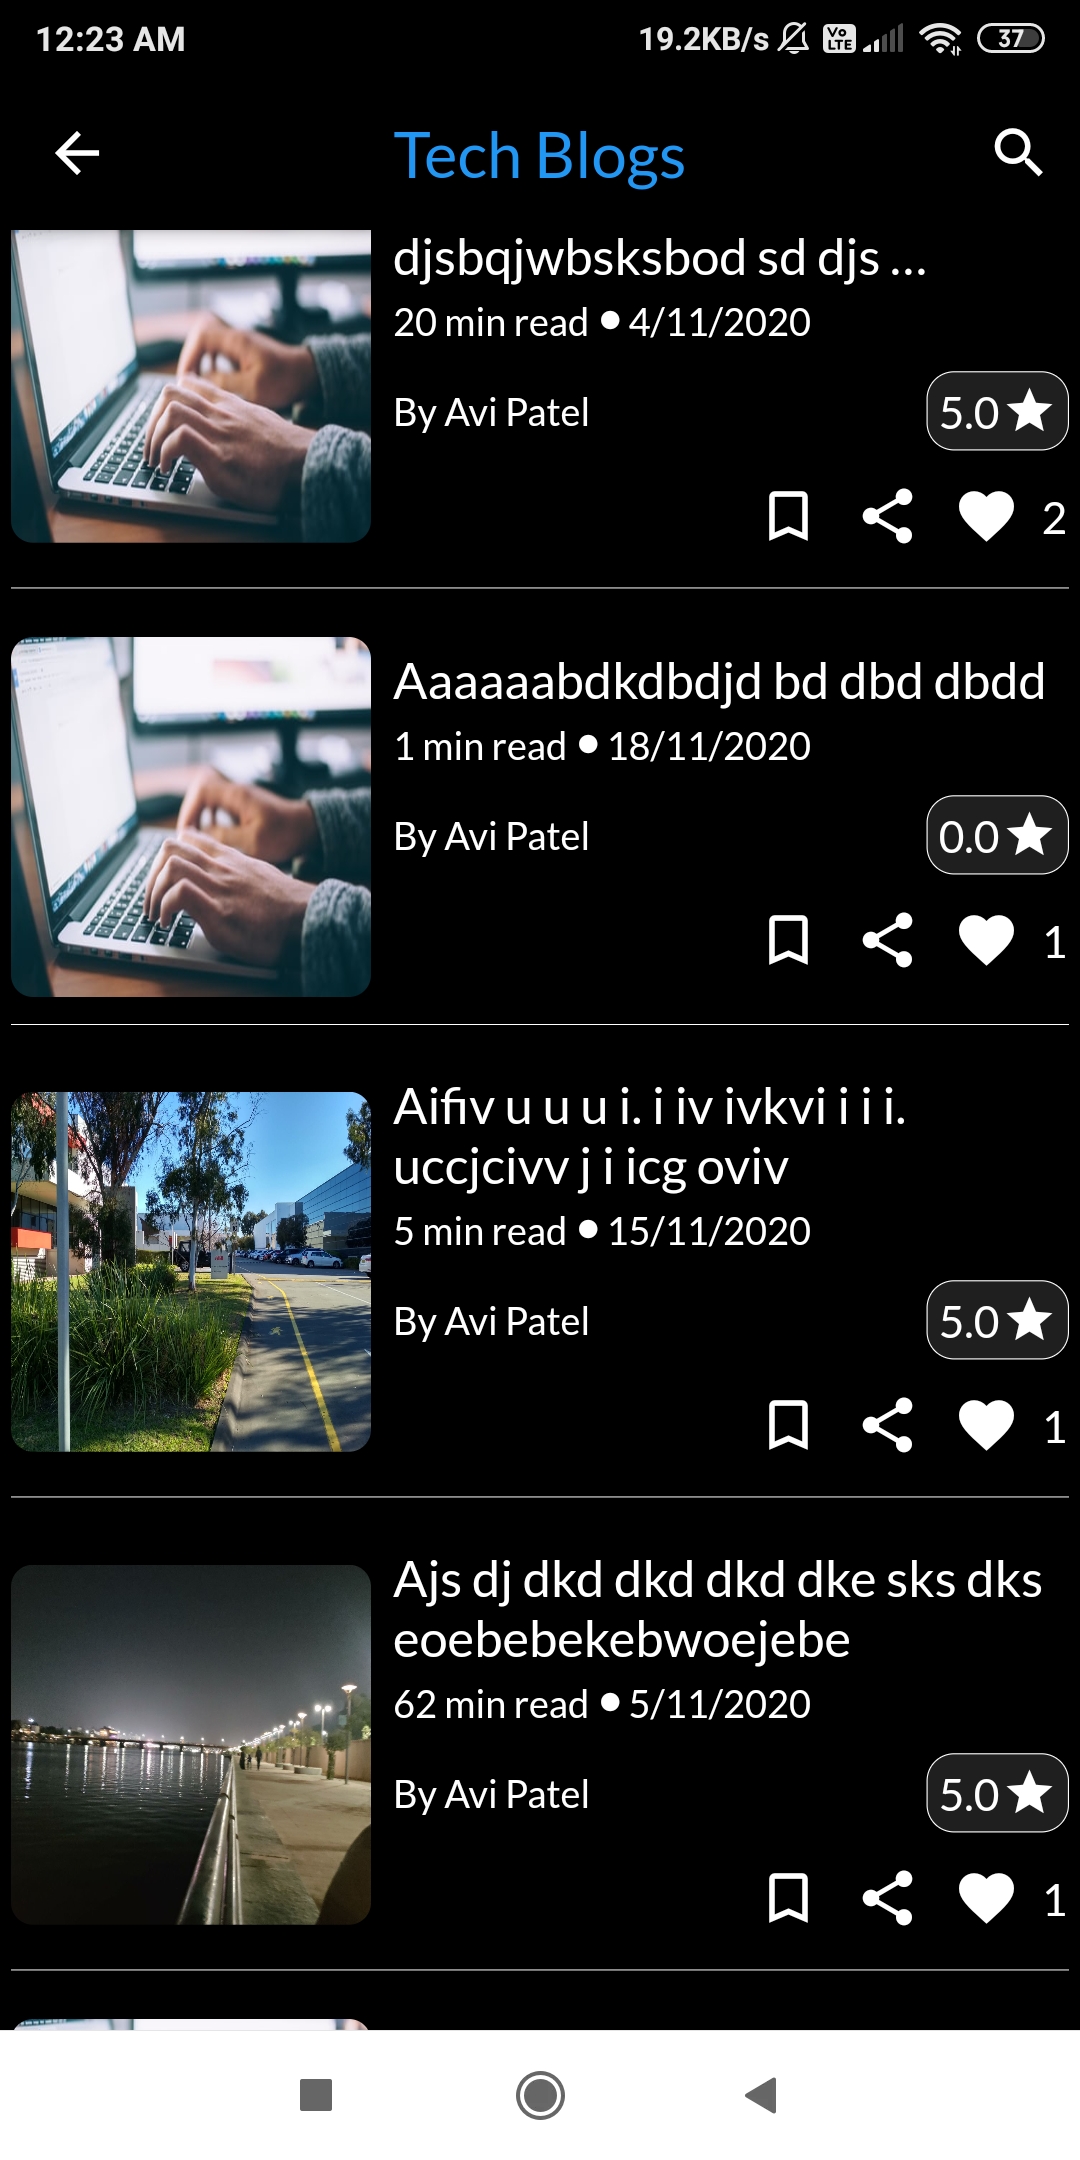 12:23 AM 19.2KB/s Vo LTE 37
Tech Blogs
djsbqjwbsksbod sd djs ...
20 min read ● 4/11/2020
By Avi Patel 5.0
2
Aaaaaabdkdbdjd bd dbd dbdd
1 min read ● 18/11/2020
By Avi Patel 0.0
1
Aifiv u u u i. i iv ivkvi i i i.
uccjcivv j i icg oviv
5 min read ● 15/11/2020
By Avi Patel 5.0
1
Ajs dj dkd dkd dkd dke sks dks
eoebebekebwoejebe
62 min read ● 5/11/2020
By Avi Patel 5.0
1